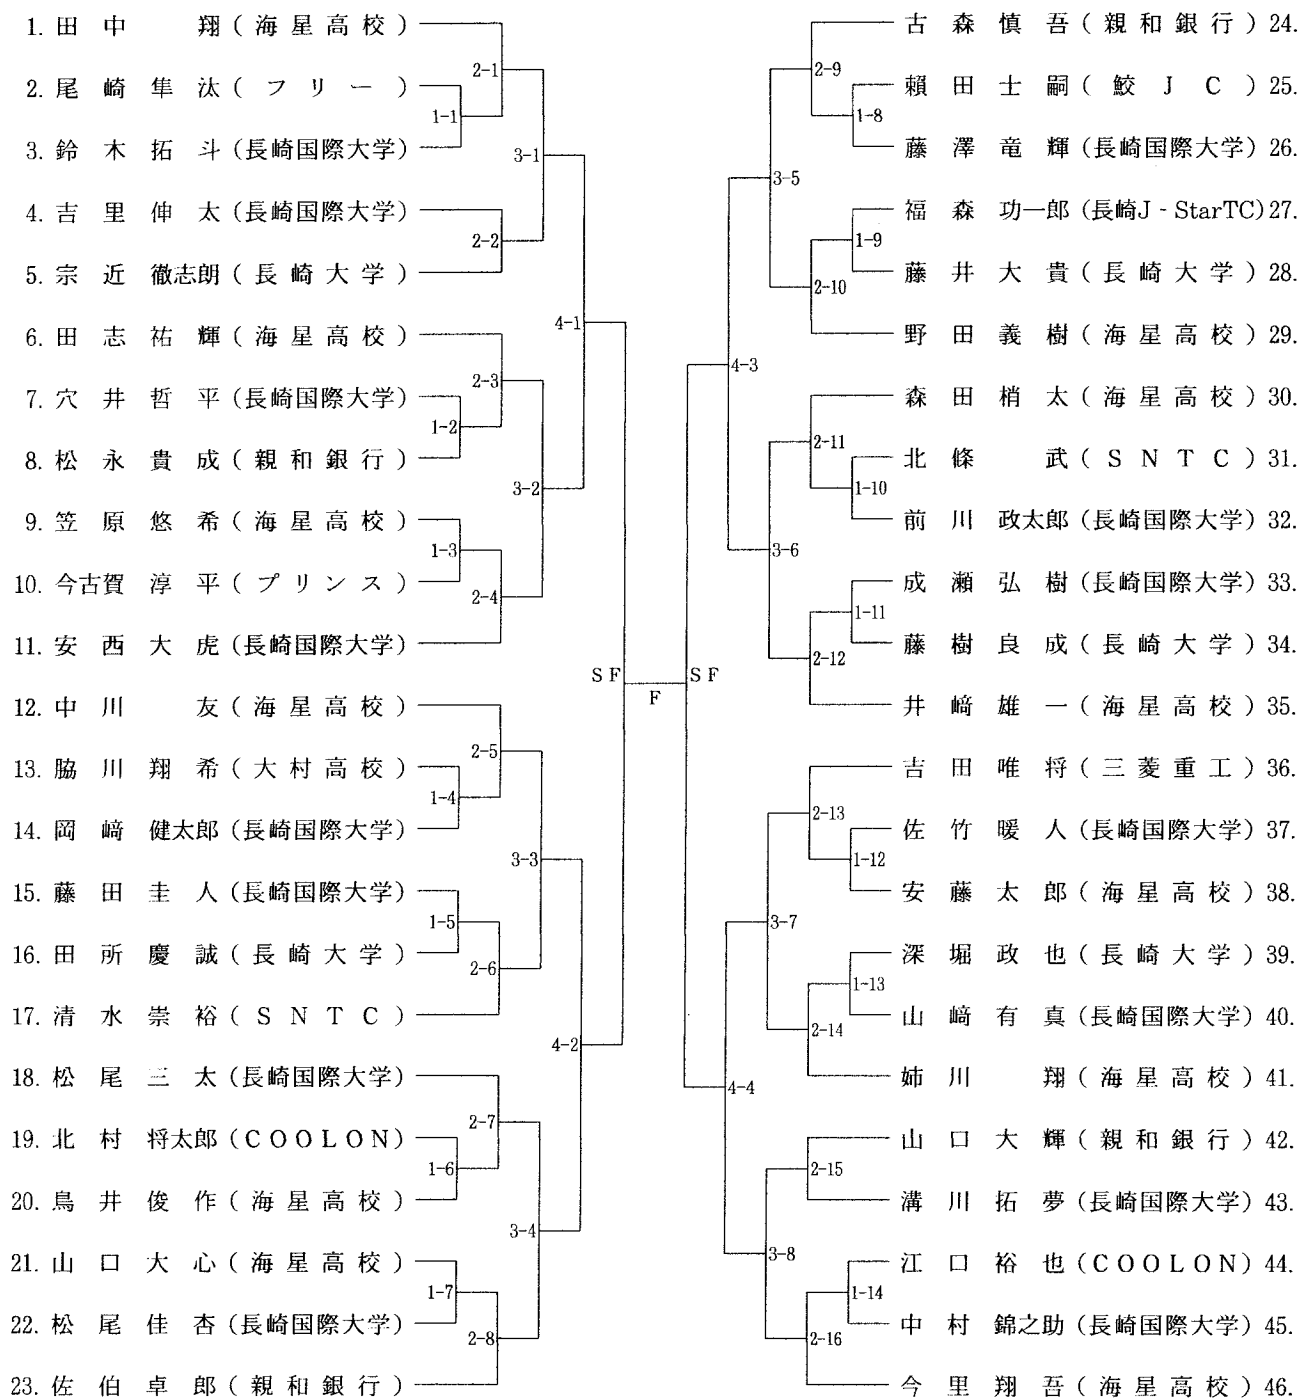 1. 田中 翔 (海星高校)
2. 尾崎隼汰 (フリー)
3. 鈴木拓斗 (長崎国際大学)
4. 吉里伸太 (長崎国際大学)
5. 宗近徹志朗 (長崎大学)
6. 田志祐輝 (海星高校)
7. 穴井哲平 (長崎国際大学)
8. 松永貴成 (親和銀行)
9. 笠原悠希 (海星高校)
10. 今古賀淳平 (プリンス)
11. 安西大虎 (長崎国際大学)
12. 中川 友 (海星高校)
13. 脇川翔希 (大村高校)
14. 岡﨑健太郎 (長崎国際大学)
15. 藤田圭人 (長崎国際大学)
16. 田所慶誠 (長崎大学)
17. 清水崇裕 (SNTC)
18. 松尾三太 (長崎国際大学)
19. 北村将太郎 (COOLON)
20. 鳥井俊作 (海星高校)
21. 山口大心 (海星高校)
22. 松尾佳杏 (長崎国際大学)
23. 佐伯卓郎 (親和銀行)
1-1
1-2
1-3
1-4
1-5
1-6
1-7
2-1
2-2
2-3
2-4
2-5
2-6
2-7
2-8
3-1
3-2
3-3
3-4
4-1
4-2
SF
F
SF
4-3
4-4
3-5
3-6
3-7
3-8
2-9
2-10
2-11
2-12
2-13
2-14
2-15
2-16
1-8
1-9
1-10
1-11
1-12
1-13
1-14
古森慎吾 (親和銀行) 24.
頼田士嗣 (鮫JC) 25.
藤澤竜輝 (長崎国際大学) 26.
福森功一郎 (長崎J-StarTC) 27.
藤井大貴 (長崎大学) 28.
野田義樹 (海星高校) 29.
森田梢太 (海星高校) 30.
北條 武 (SNTC) 31.
前川政太郎 (長崎国際大学) 32.
成瀬弘樹 (長崎国際大学) 33.
藤樹良成 (長崎大学) 34.
井﨑雄一 (海星高校) 35.
吉田唯将 (三菱重工) 36.
佐竹暖人 (長崎国際大学) 37.
安藤太郎 (海星高校) 38.
深堀政也 (長崎大学) 39.
山﨑有真 (長崎国際大学) 40.
姉川 翔 (海星高校) 41.
山口大輝 (親和銀行) 42.
溝川拓夢 (長崎国際大学) 43.
江口裕也 (COOLON) 44.
中村錦之助 (長崎国際大学) 45.
今里翔吾 (海星高校) 46.